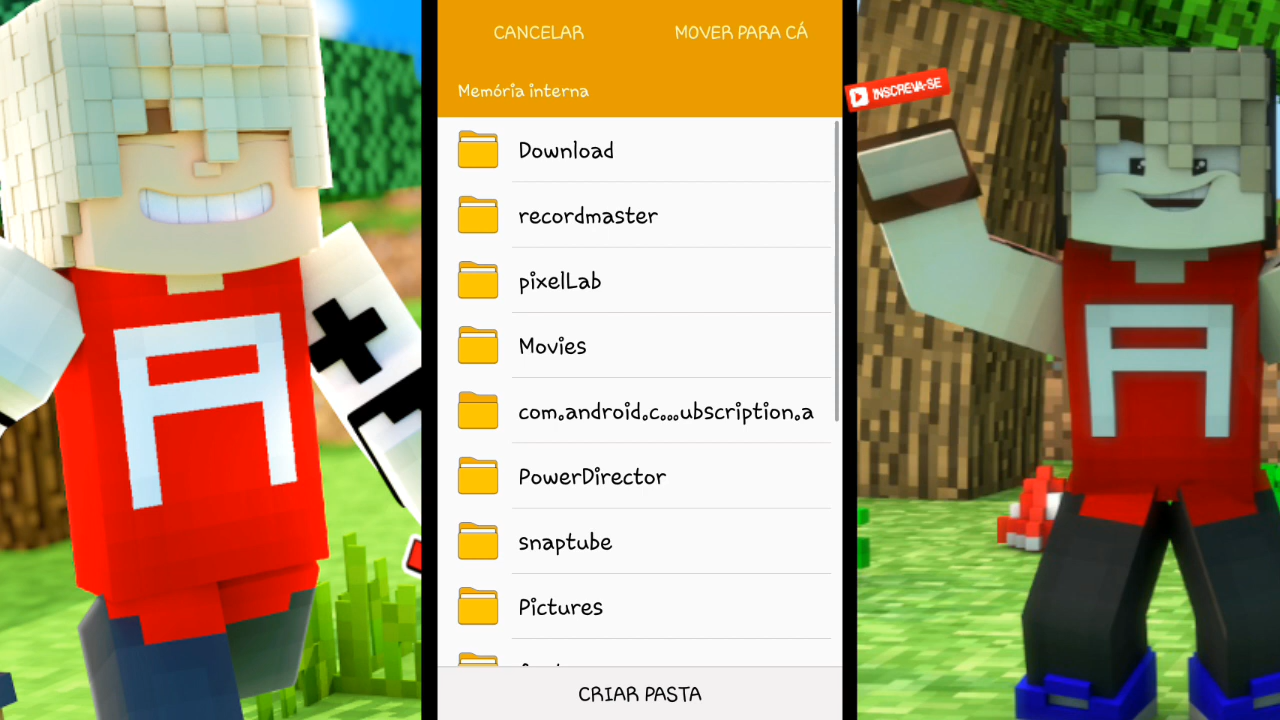 CANCELAR
MOVER PARA CÁ
Memória interna
INSCREVA-SE
Download
recordmaster
pixelLab
Movies
com.android.c...ubscription.a
PowerDirector
snaptube
Pictures
CRIAR PASTA
A
A